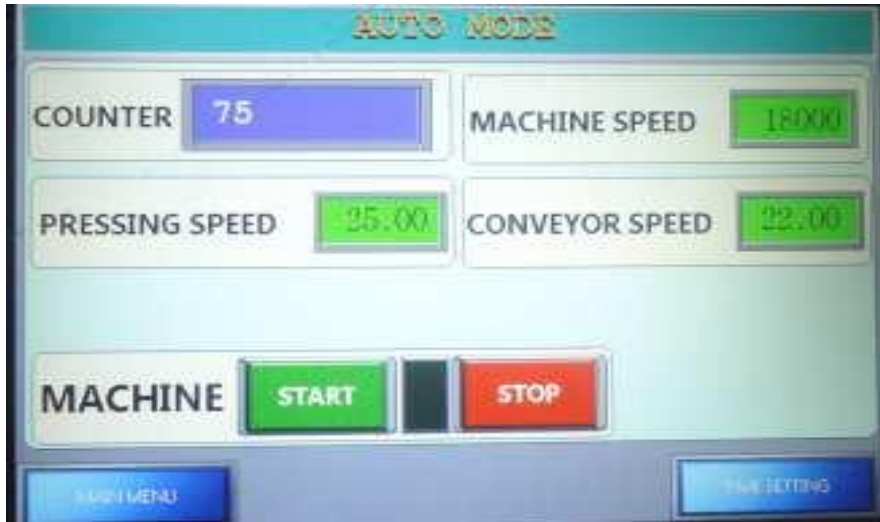 AUTO MODE
COUNTER 75
MACHINE SPEED 18000
PRESSING SPEED 25.00
CONVEYOR SPEED 22.00
MACHINE START STOP
MAIN MENU
SETTING